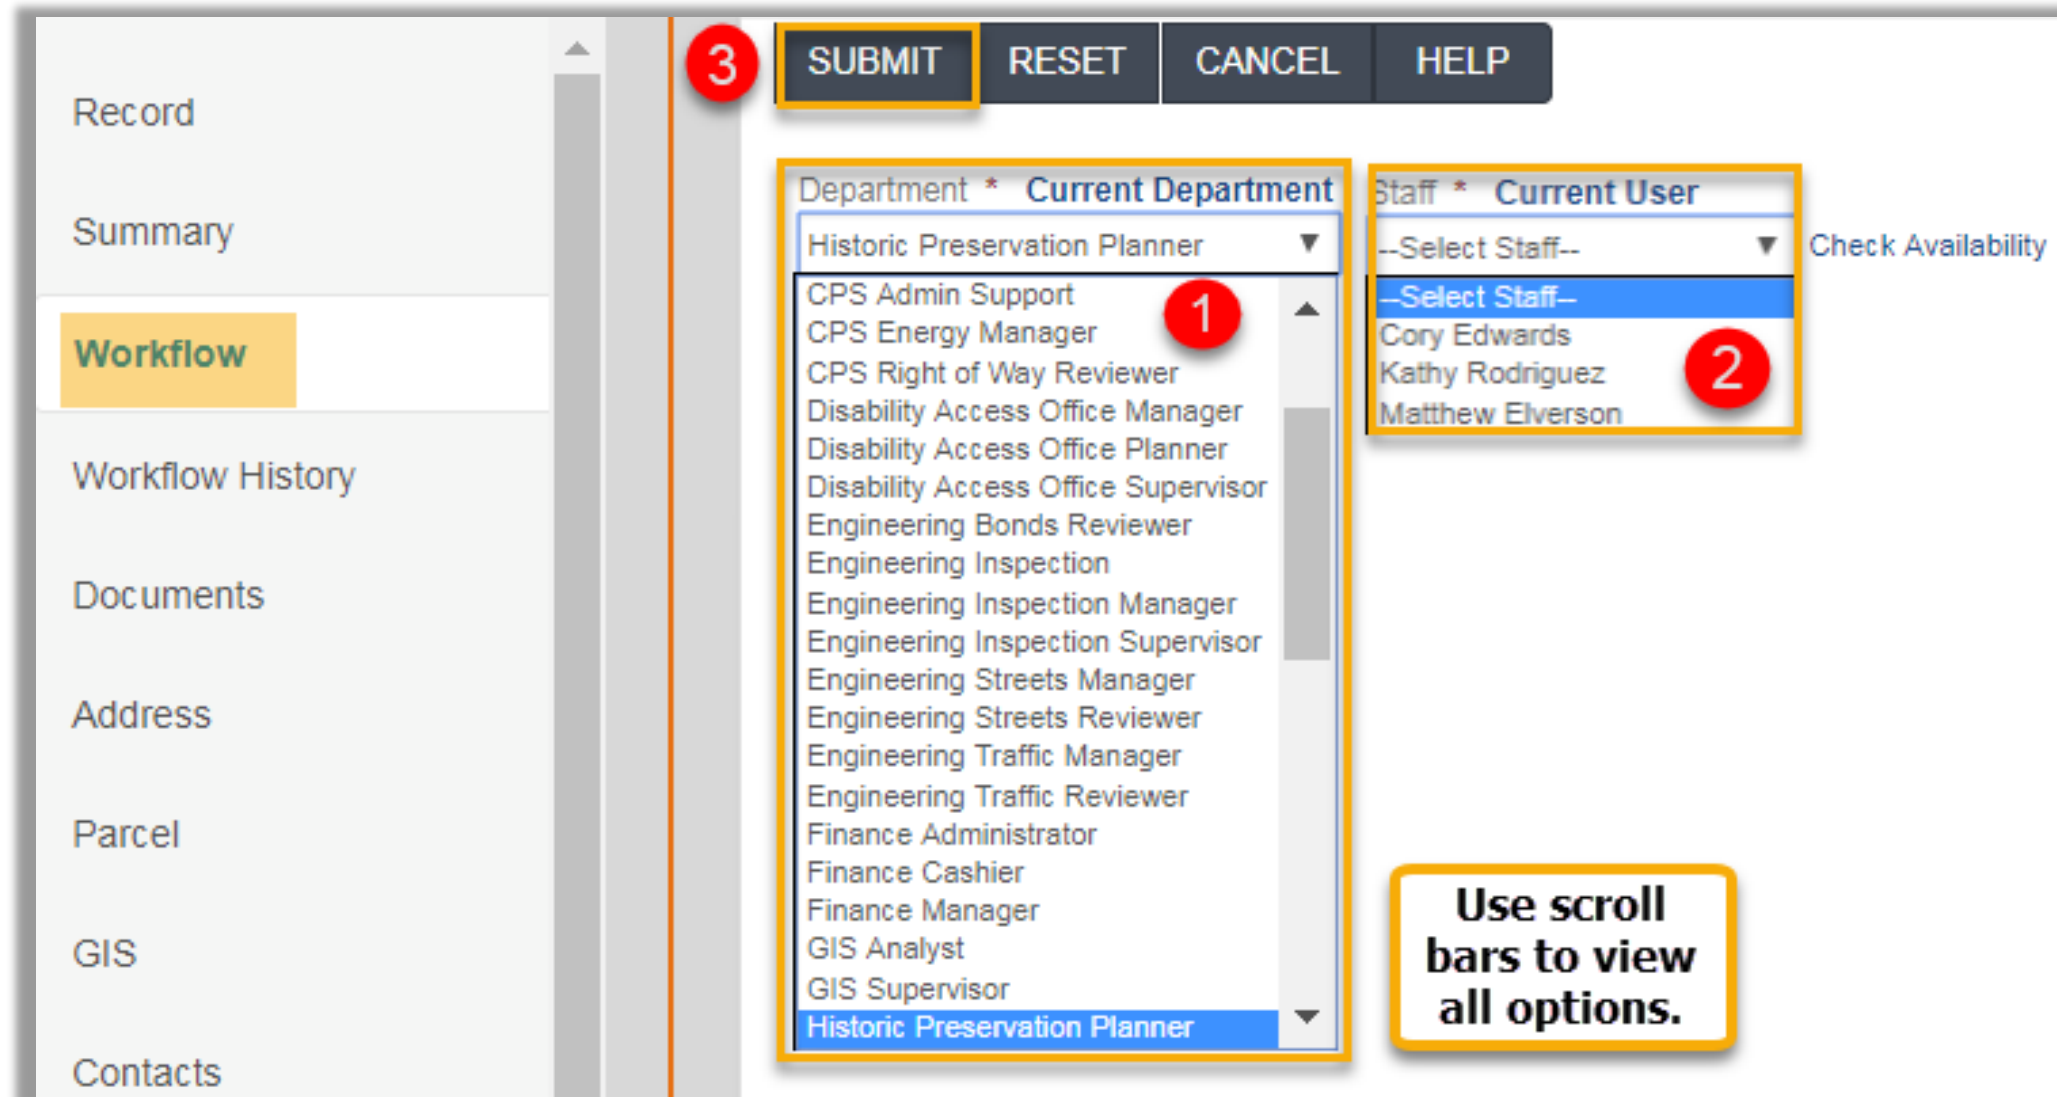 Record
Summary
Workflow
Workflow History
Documents
Address
Parcel
GIS
Contacts
3
SUBMIT RESET CANCEL HELP
Department * Current Department
Historic Preservation Planner
1
CPS Admin Support
CPS Energy Manager
CPS Right of Way Reviewer
Disability Access Office Manager
Disability Access Office Planner
Disability Access Office Supervisor
Engineering Bonds Reviewer
Engineering Inspection
Engineering Inspection Manager
Engineering Inspection Supervisor
Engineering Streets Manager
Engineering Streets Reviewer
Engineering Traffic Manager
Engineering Traffic Reviewer
Finance Administrator
Finance Cashier
Finance Manager
GIS Analyst
GIS Supervisor
Historic Preservation Planner
Staff * Current User
--Select Staff-- Check Availability
--Select Staff--
Cory Edwards
Kathy Rodriguez
Matthew Elverson
2
Use scroll
bars to view
all options.